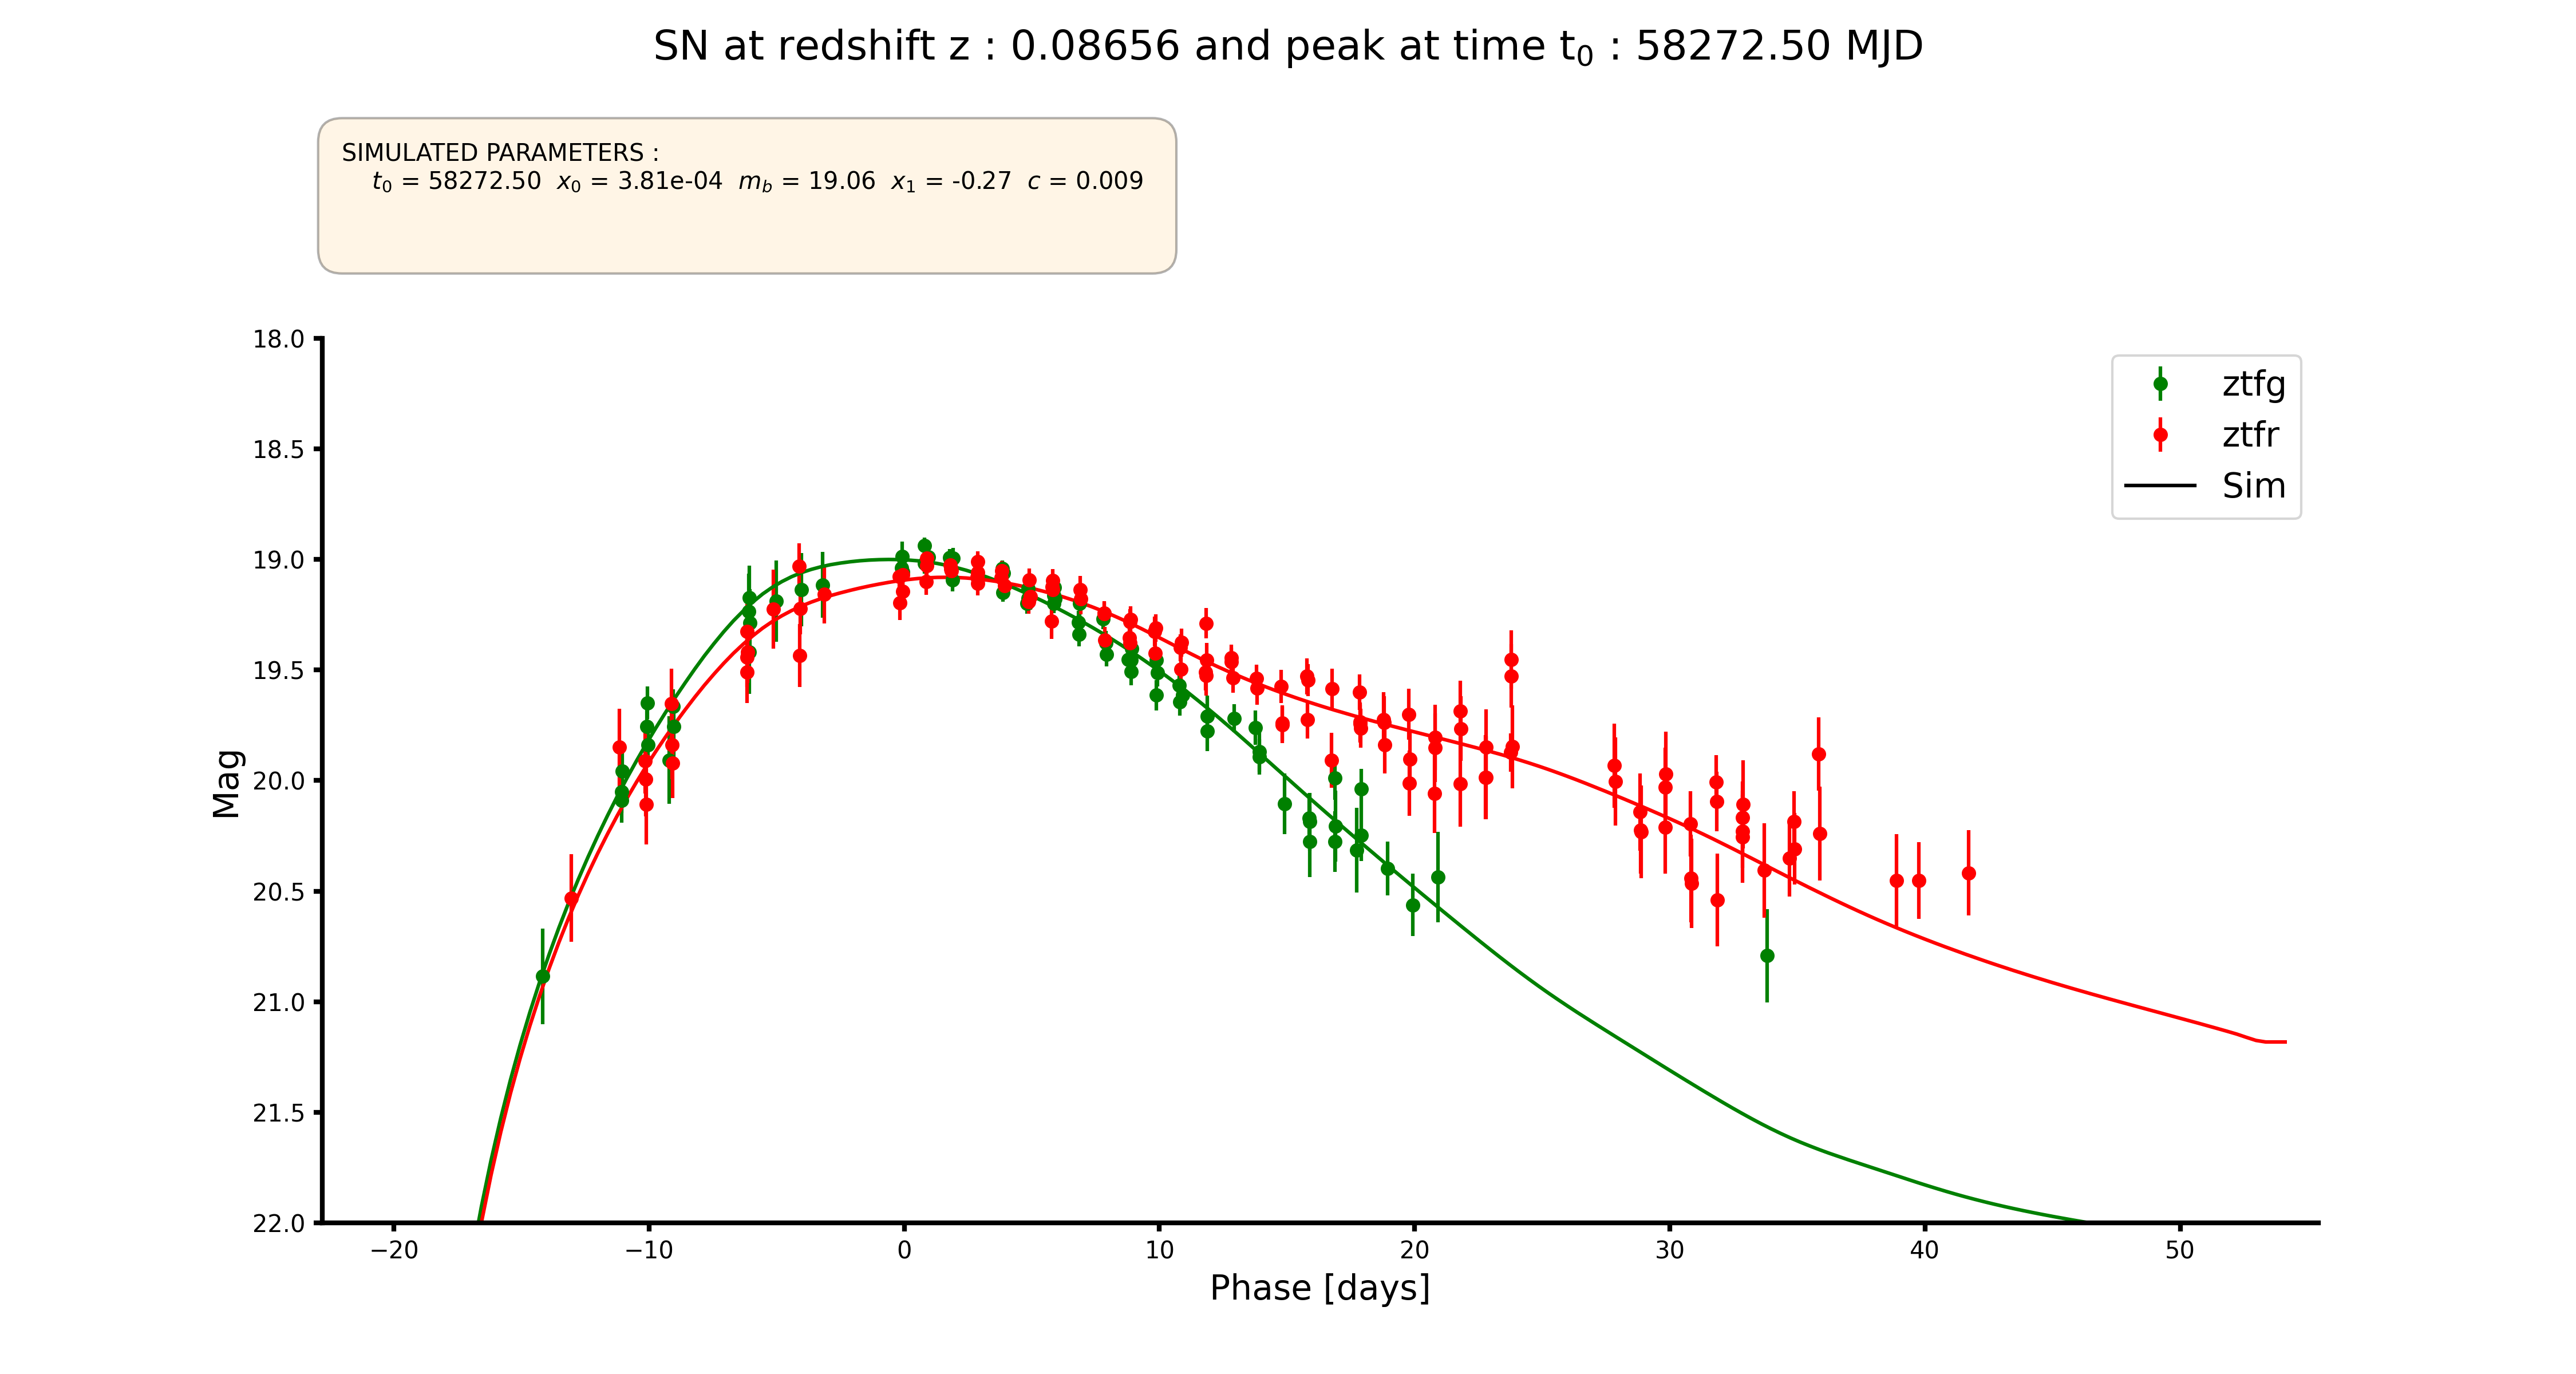 SN at redshift z : 0.08656 and peak at time t₀ : 58272.50 MJD
SIMULATED PARAMETERS :
t₀ = 58272.50 x₀ = 3.81e-04 m_b = 19.06 x₁ = -0.27 c = 0.009
18.0
18.5
19.0
19.5
20.0
20.5
21.0
21.5
22.0
Mag
ztfg
ztfr
Sim
−20 −10 0 10 20 30 40 50
Phase [days]